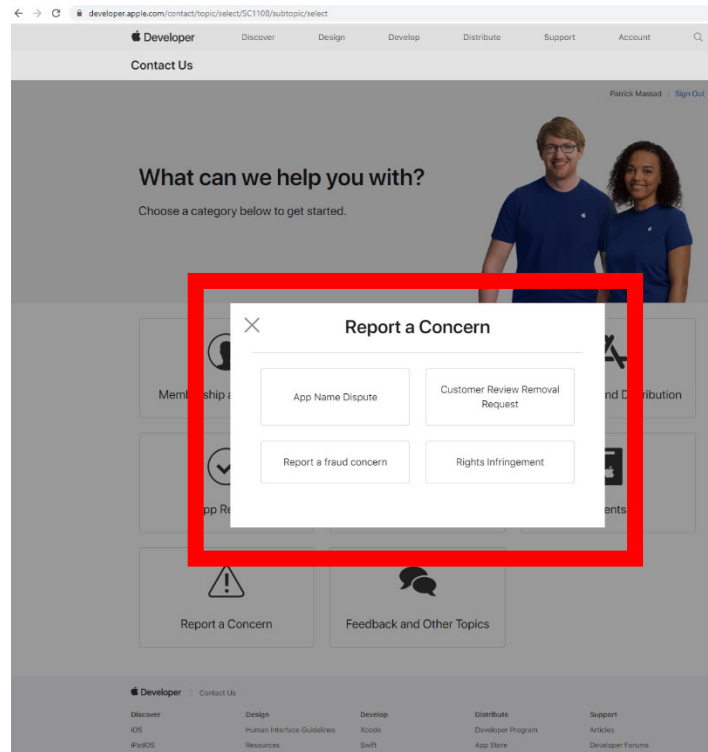 developer.apple.com/contact/topic/select/SC1108/subtopic/select
Developer Discover Design Develop Distribute Support Account
Contact Us
Patrick Massad Sign Out
What can we help you with?
Choose a category below to get started.
Report a Concern
App Name Dispute
Customer Review Removal
Request
Report a fraud concern
Rights Infringement
Report a Concern
Feedback and Other Topics
Developer Contact Us
Discover Design Develop Distribute Support
iOS Human Interface Guidelines Xcode Developer Program Articles
iPadOS Resources Swift App Store Developer Forums